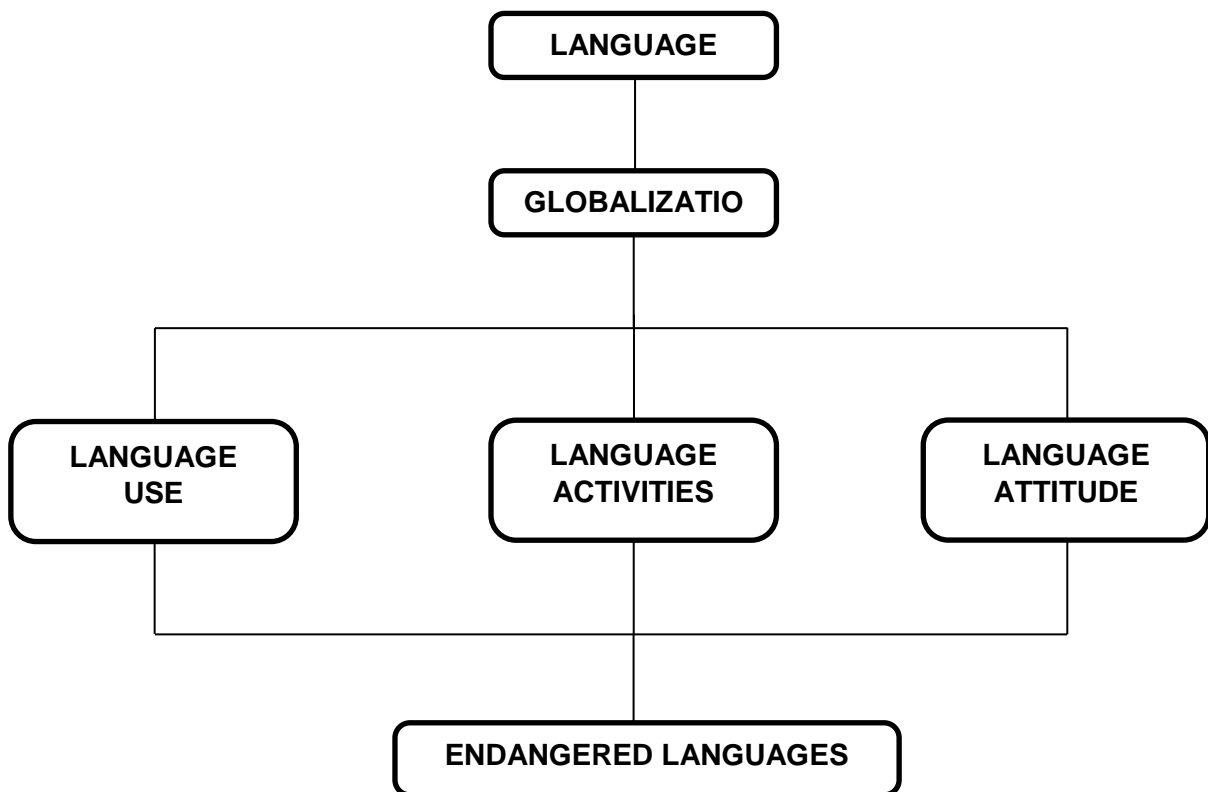 LANGUAGE
GLOBALIZATIO
LANGUAGE
USE
LANGUAGE
ACTIVITIES
LANGUAGE
ATTITUDE
ENDANGERED LANGUAGES